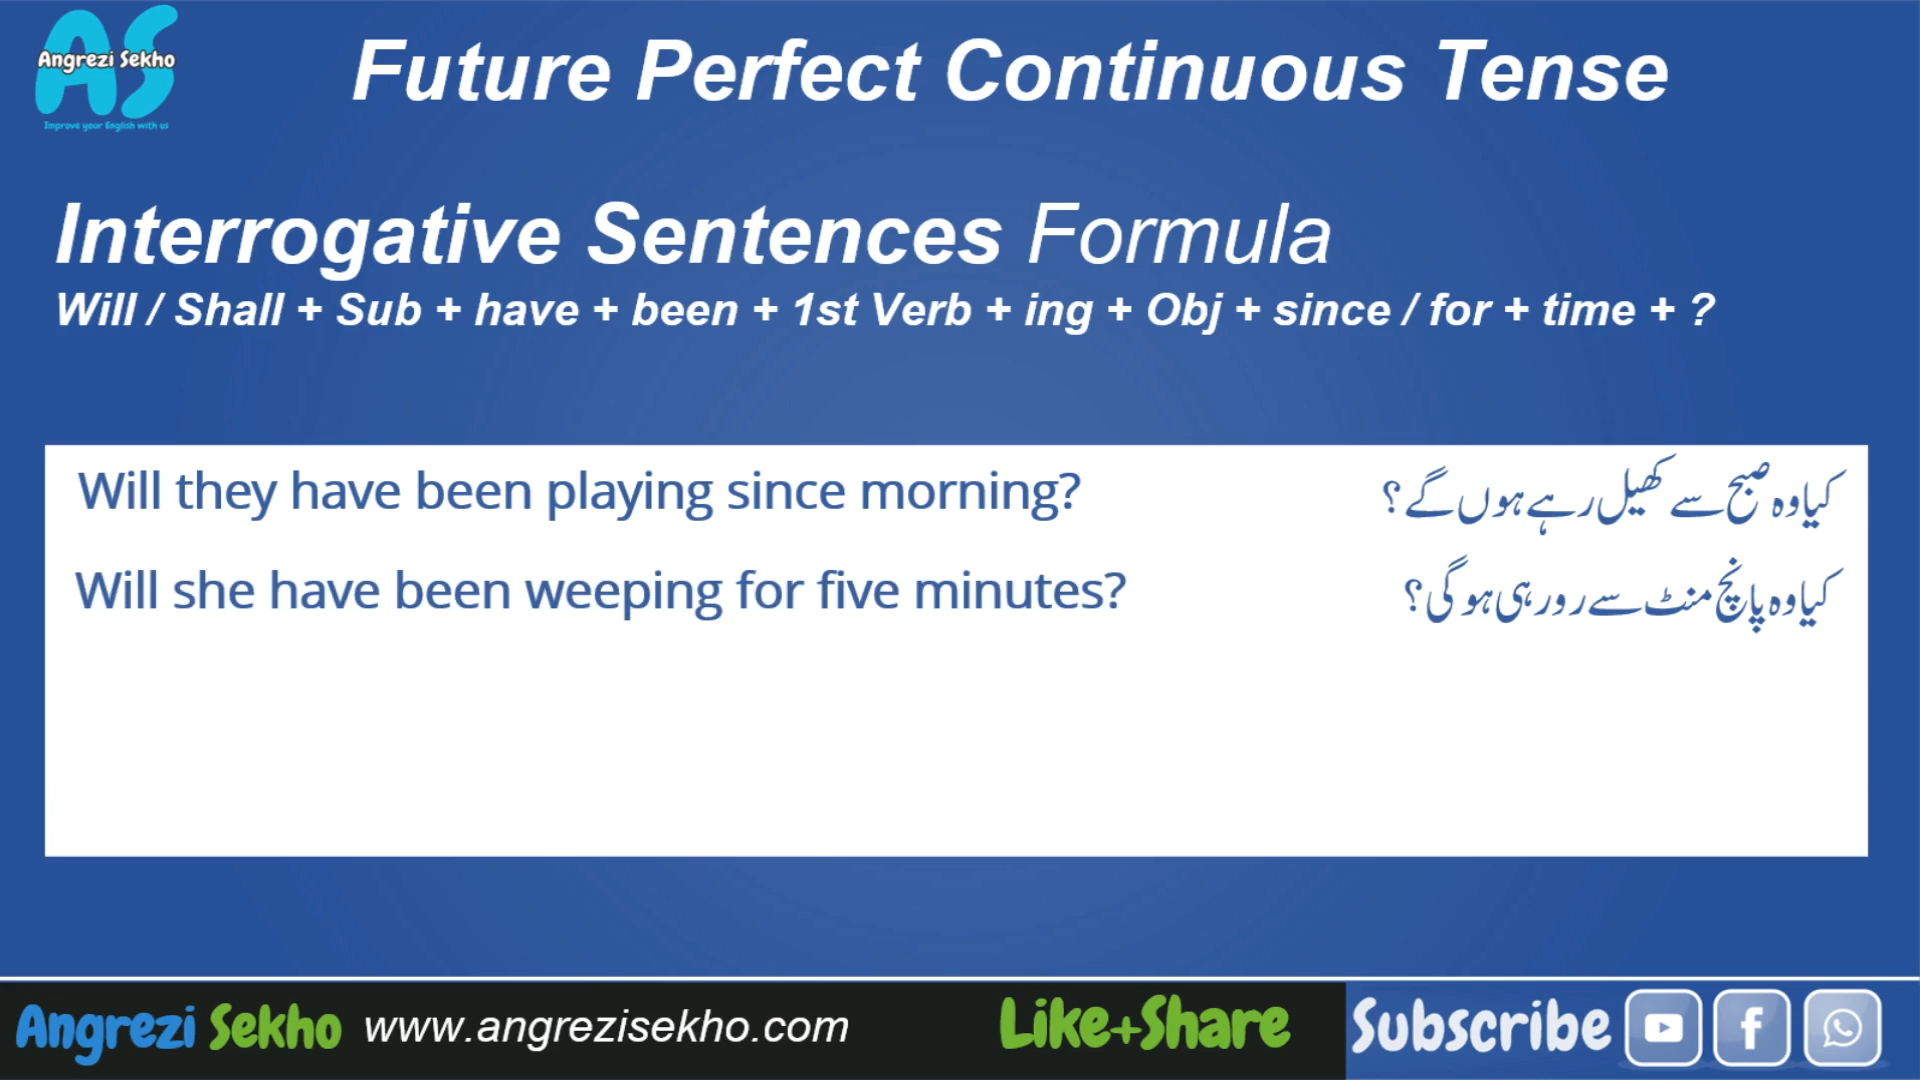 AS
Angrezi Sekho
Improve your English with us
Future Perfect Continuous Tense
Interrogative Sentences Formula
Will / Shall + Sub + have + been + 1st Verb + ing + Obj + since / for + time + ?
Will they have been playing since morning?
کیا وہ صبح سے کھیل رہے ہوں گے؟
Will she have been weeping for five minutes?
کیا وہ پانچ منٹ سے رو رہی ہو گی؟
Angrezi Sekho www.angrezisekho.com Like+Share Subscribe